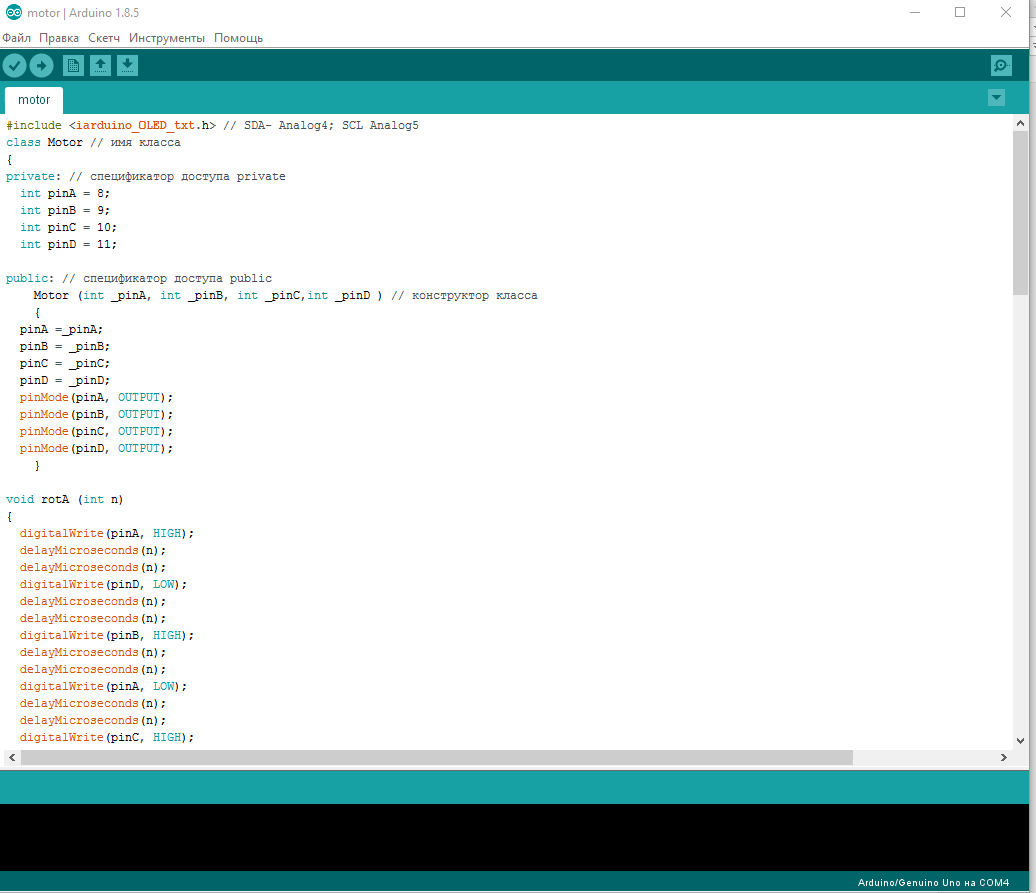 motor | Arduino 1.8.5
Файл Правка Скетч Инструменты Помощь
motor
#include <iarduino_OLED_txt.h> // SDA- Analog4; SCL Analog5
class Motor // имя класса
{
private: // спецификатор доступа private
  int pinA = 8;
  int pinB = 9;
  int pinC = 10;
  int pinD = 11;
public: // спецификатор доступа public
    Motor (int _pinA, int _pinB, int _pinC,int _pinD ) // конструктор класса
    {
  pinA =_pinA;
  pinB = _pinB;
  pinC = _pinC;
  pinD = _pinD;
  pinMode(pinA, OUTPUT);
  pinMode(pinB, OUTPUT);
  pinMode(pinC, OUTPUT);
  pinMode(pinD, OUTPUT);
    }
void rotA (int n)
{
  digitalWrite(pinA, HIGH);
  delayMicroseconds(n);
  delayMicroseconds(n);
  digitalWrite(pinD, LOW);
  delayMicroseconds(n);
  delayMicroseconds(n);
  digitalWrite(pinB, HIGH);
  delayMicroseconds(n);
  delayMicroseconds(n);
  digitalWrite(pinA, LOW);
  delayMicroseconds(n);
  delayMicroseconds(n);
  digitalWrite(pinC, HIGH);
Arduino/Genuino Uno на COM4